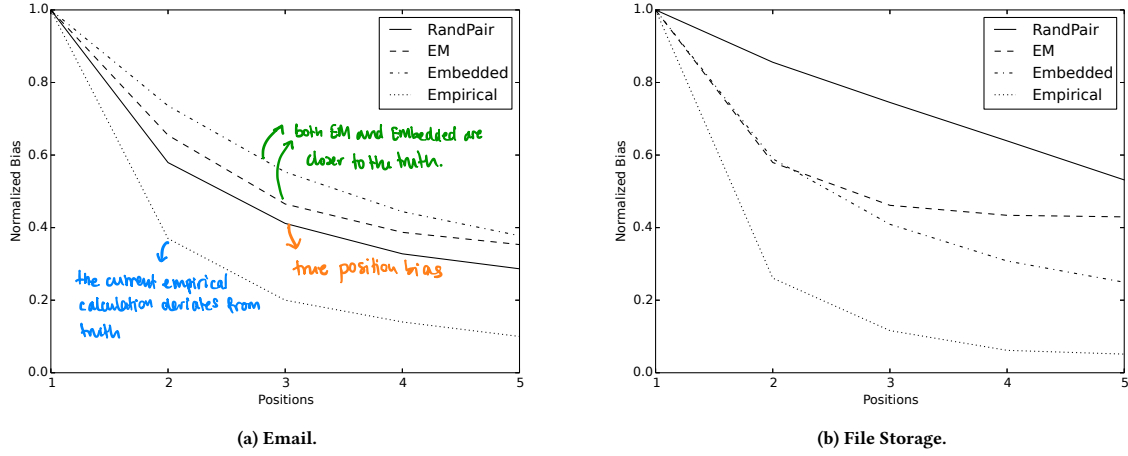 1.0
0.8
0.6
0.4
0.2
0.0
Normalized Bias
RandPair
EM
Embedded
Empirical
both EM and Embedded are
closer to the truth.
true position bias
the current empirical
calculation deviates from
truth
1 2 3 4 5
Positions
(a) Email.
1.0
0.8
0.6
0.4
0.2
0.0
Normalized Bias
RandPair
EM
Embedded
Empirical
1 2 3 4 5
Positions
(b) File Storage.